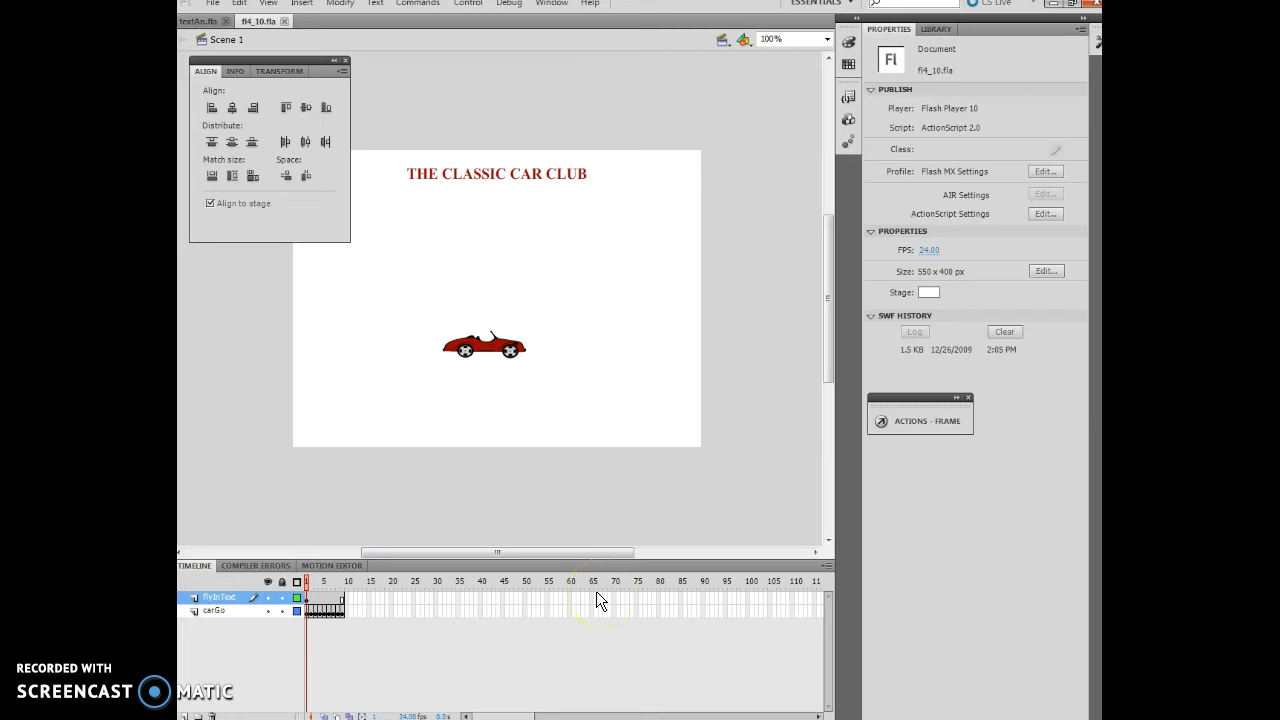 File Edit View Insert Modify Text Commands Control Debug Window Help ESSENTIALS CS Live
textAn.fla fl4_10.fla
PROPERTIES LIBRARY
Scene 1 100%
Document
fl4_10.fla
ALIGN INFO TRANSFORM
Align:
Distribute:
Match size: Space:
Align to stage
PUBLISH
Player: Flash Player 10
Script: ActionScript 2.0
Class:
Profile: Flash MX Settings Edit...
AIR Settings Edit...
ActionScript Settings Edit...
PROPERTIES
FPS: 24.00
Size: 550 x 400 px Edit...
Stage:
SWF HISTORY
Log Clear
1.5 KB 12/26/2009 2:05 PM
ACTIONS - FRAME
THE CLASSIC CAR CLUB
TIMELINE COMPILER ERRORS MOTION EDITOR
5 10 15 20 25 30 35 40 45 50 55 60 65 70 75 80 85 90 95 100 105 110 11
flyInText
carGo
1 24.00 fps 0.0 s
RECORDED WITH
SCREENCAST MATIC
Fl